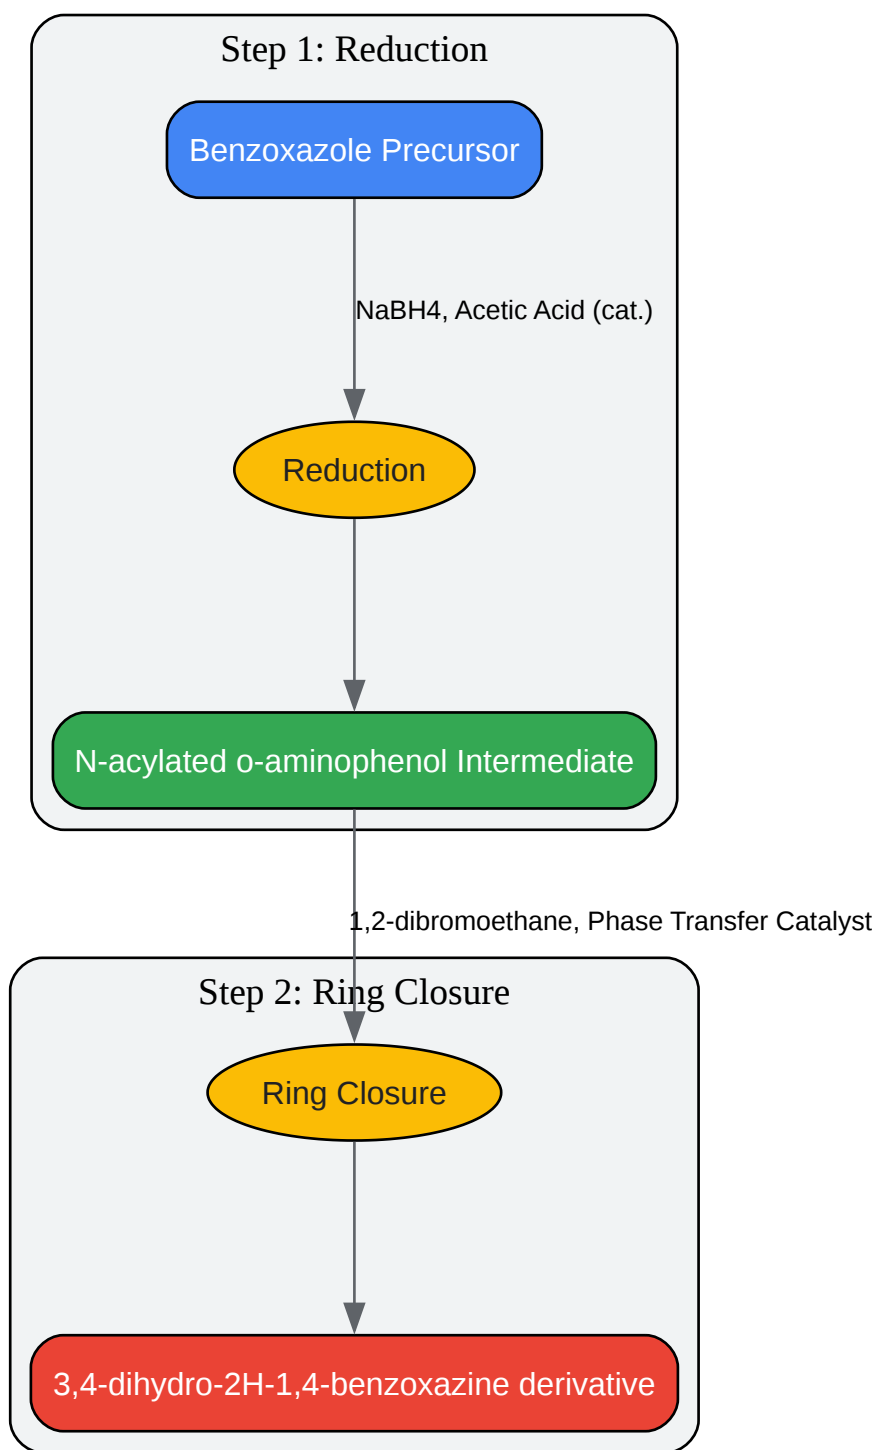 Step 1: Reduction
Benzoxazole Precursor
NaBH4, Acetic Acid (cat.)
Reduction
N-acylated o-aminophenol Intermediate
1,2-dibromoethane, Phase Transfer Catalyst
Step 2: Ring Closure
Ring Closure
3,4-dihydro-2H-1,4-benzoxazine derivative